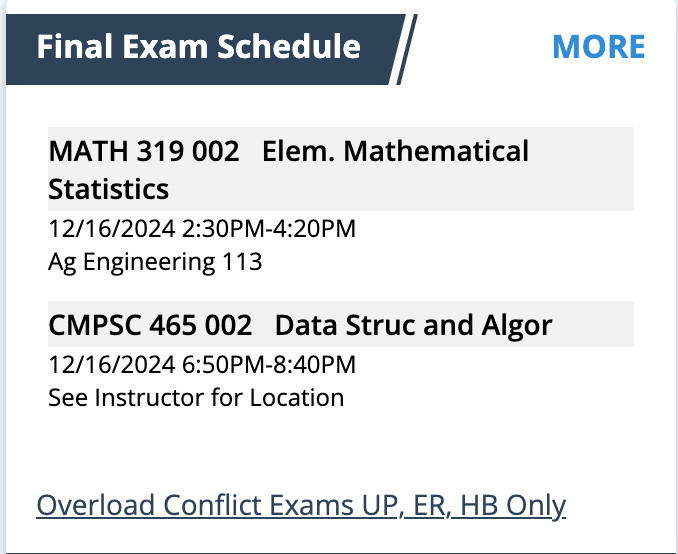 Final Exam Schedule
MORE
MATH 319 002 Elem. Mathematical
Statistics
12/16/2024 2:30PM-4:20PM
Ag Engineering 113
CMPSC 465 002 Data Struc and Algor
12/16/2024 6:50PM-8:40PM
See Instructor for Location
Overload Conflict Exams UP, ER, HB Only